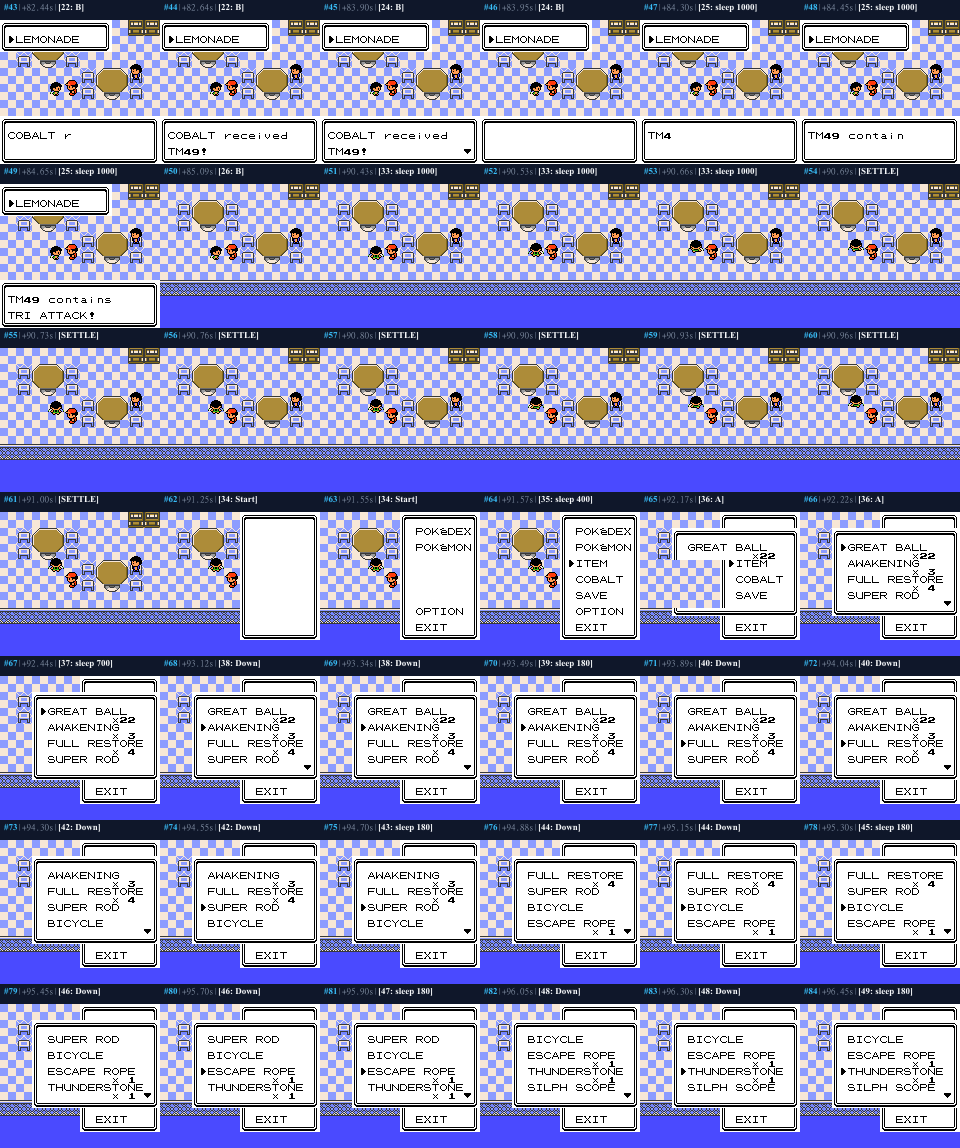 #43|+82.44s| [22: B]
#44|+82.64s| [22: B]
#45|+83.90s| [24: B]
#46|+83.95s| [24: B]
#47|+84.30s| [25: sleep 1000]
#48|+84.45s| [25: sleep 1000]
▶LEMONADE
▶LEMONADE
▶LEMONADE
▶LEMONADE
▶LEMONADE
▶LEMONADE
COBALT r
COBALT received
TM49!
COBALT received
TM49!
TM4
TM49 contain
#49|+84.65s| [25: sleep 1000]
#50|+85.09s| [26: B]
#51|+90.43s| [33: sleep 1000]
#52|+90.53s| [33: sleep 1000]
#53|+90.66s| [33: sleep 1000]
#54|+90.69s| [SETTLE]
▶LEMONADE
TM49 contains
TRI ATTACK!
#55|+90.73s| [SETTLE]
#56|+90.76s| [SETTLE]
#57|+90.80s| [SETTLE]
#58|+90.90s| [SETTLE]
#59|+90.93s| [SETTLE]
#60|+90.96s| [SETTLE]
#61|+91.00s| [SETTLE]
#62|+91.25s| [34: Start]
#63|+91.55s| [34: Start]
#64|+91.57s| [35: sleep 400]
#65|+92.17s| [36: A]
#66|+92.22s| [36: A]
POKéDEX
POKéMON
OPTION
EXIT
POKéDEX
POKéMON
▶ITEM
COBALT
SAVE
OPTION
EXIT
GREAT BALL
×22
▶ITEM
COBALT
SAVE
EXIT
▶GREAT BALL
×22
AWAKENING
× 3
FULL RESTORE
× 4
SUPER ROD
EXIT
#67|+92.44s| [37: sleep 700]
#68|+93.12s| [38: Down]
#69|+93.34s| [38: Down]
#70|+93.49s| [39: sleep 180]
#71|+93.89s| [40: Down]
#72|+94.04s| [40: Down]
▶GREAT BALL
×22
AWAKENING
× 3
FULL RESTORE
× 4
SUPER ROD
EXIT
GREAT BALL
×22
▶AWAKENING
× 3
FULL RESTORE
× 4
SUPER ROD
EXIT
GREAT BALL
×22
▶AWAKENING
× 3
FULL RESTORE
× 4
SUPER ROD
EXIT
GREAT BALL
×22
▶AWAKENING
× 3
FULL RESTORE
× 4
SUPER ROD
EXIT
GREAT BALL
×22
AWAKENING
× 3
▶FULL RESTORE
× 4
SUPER ROD
EXIT
GREAT BALL
×22
AWAKENING
× 3
▶FULL RESTORE
× 4
SUPER ROD
EXIT
#73|+94.30s| [42: Down]
#74|+94.55s| [42: Down]
#75|+94.70s| [43: sleep 180]
#76|+94.88s| [44: Down]
#77|+95.15s| [44: Down]
#78|+95.30s| [45: sleep 180]
AWAKENING
× 3
FULL RESTORE
× 4
SUPER ROD
BICYCLE
EXIT
AWAKENING
× 3
FULL RESTORE
× 4
▶SUPER ROD
BICYCLE
EXIT
AWAKENING
× 3
FULL RESTORE
× 4
▶SUPER ROD
BICYCLE
EXIT
FULL RESTORE
× 4
SUPER ROD
BICYCLE
ESCAPE ROPE
× 1
EXIT
FULL RESTORE
× 4
SUPER ROD
▶BICYCLE
ESCAPE ROPE
× 1
EXIT
FULL RESTORE
× 4
SUPER ROD
▶BICYCLE
ESCAPE ROPE
× 1
EXIT
#79|+95.45s| [46: Down]
#80|+95.70s| [46: Down]
#81|+95.90s| [47: sleep 180]
#82|+96.05s| [48: Down]
#83|+96.30s| [48: Down]
#84|+96.45s| [49: sleep 180]
SUPER ROD
BICYCLE
ESCAPE ROPE
× 1
THUNDERSTONE
× 1
EXIT
SUPER ROD
BICYCLE
▶ESCAPE ROPE
× 1
THUNDERSTONE
× 1
EXIT
SUPER ROD
BICYCLE
▶ESCAPE ROPE
× 1
THUNDERSTONE
× 1
EXIT
BICYCLE
ESCAPE ROPE
× 1
THUNDERSTONE
× 1
SILPH SCOPE
EXIT
BICYCLE
ESCAPE ROPE
× 1
▶THUNDERSTONE
× 1
SILPH SCOPE
EXIT
BICYCLE
ESCAPE ROPE
× 1
▶THUNDERSTONE
× 1
SILPH SCOPE
EXIT